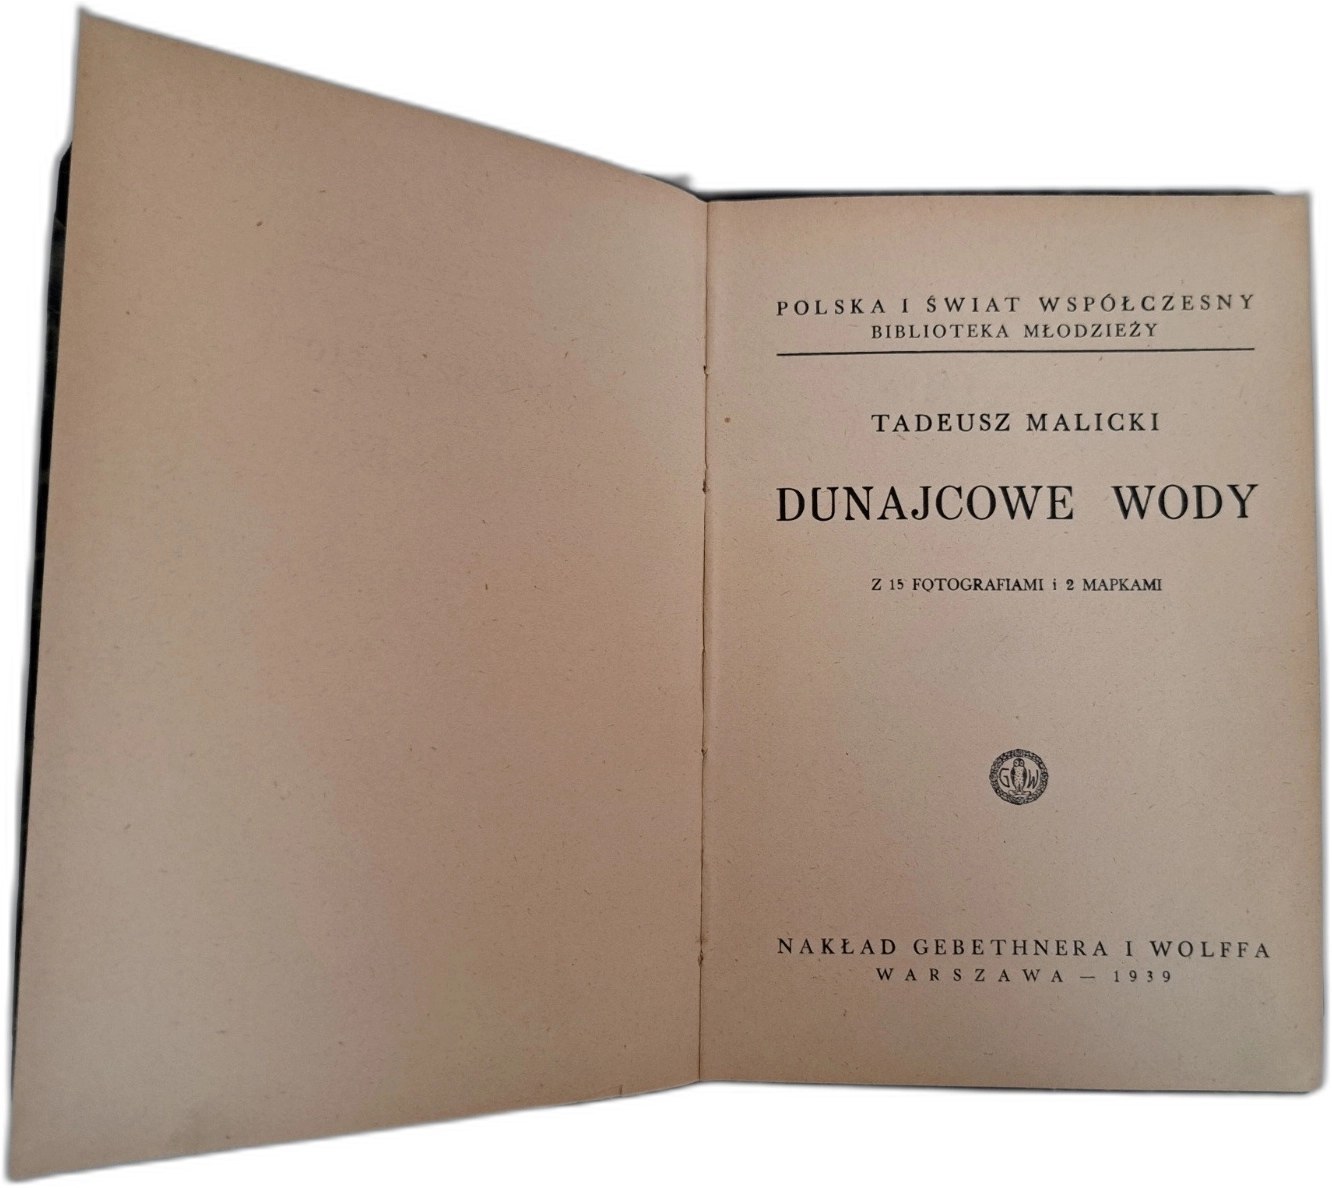 POLSKA I ŚWIAT WSPÓŁCZESNY
BIBLIOTEKA MŁODZIEŻY
TADEUSZ MALICKI
DUNAJCOWE WODY
Z 15 FOTOGRAFIAMI i 2 MAPKAMI
G W
NAKŁAD GEBETHNERA I WOLFFA
WARSZAWA — 1939